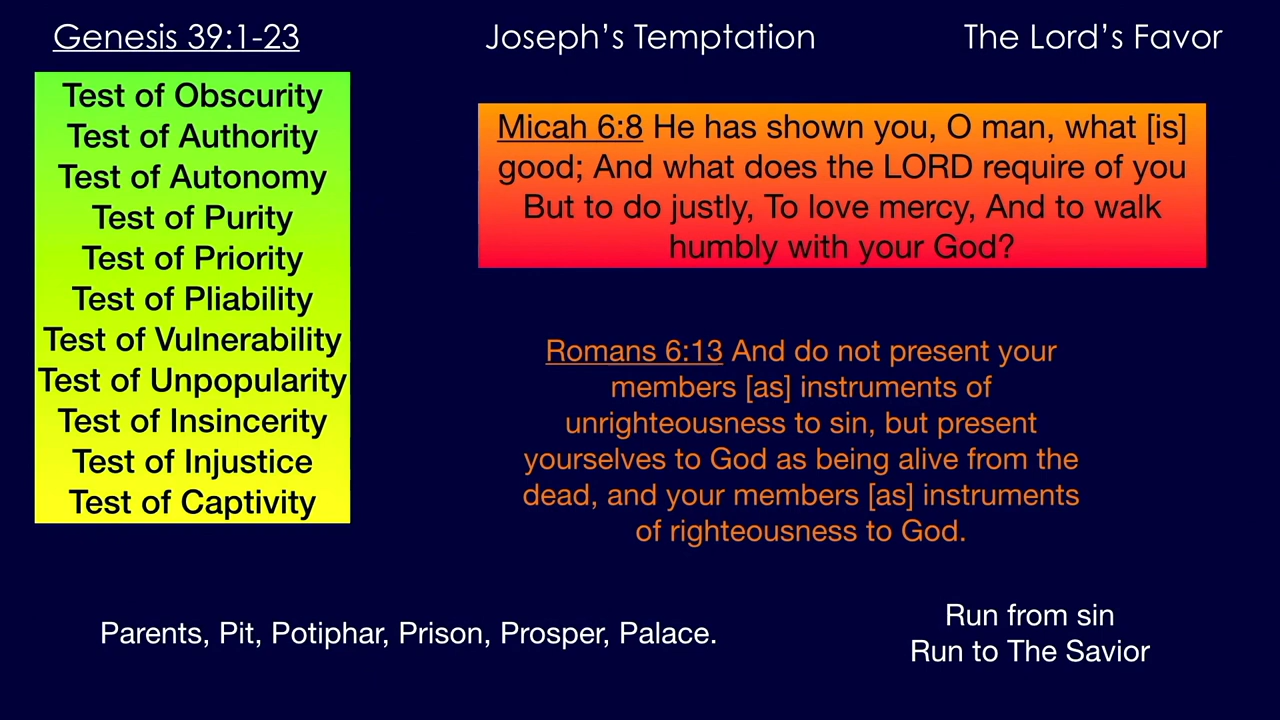 Genesis 39:1-23
Joseph's Temptation
The Lord's Favor
Test of Obscurity
Test of Authority
Test of Autonomy
Test of Purity
Test of Priority
Test of Pliability
Test of Vulnerability
Test of Unpopularity
Test of Insincerity
Test of Injustice
Test of Captivity
Micah 6:8 He has shown you, O man, what [is]
good; And what does the LORD require of you
But to do justly, To love mercy, And to walk
humbly with your God?
Romans 6:13 And do not present your
members [as] instruments of
unrighteousness to sin, but present
yourselves to God as being alive from the
dead, and your members [as] instruments
of righteousness to God.
Parents, Pit, Potiphar, Prison, Prosper, Palace.
Run from sin
Run to The Savior